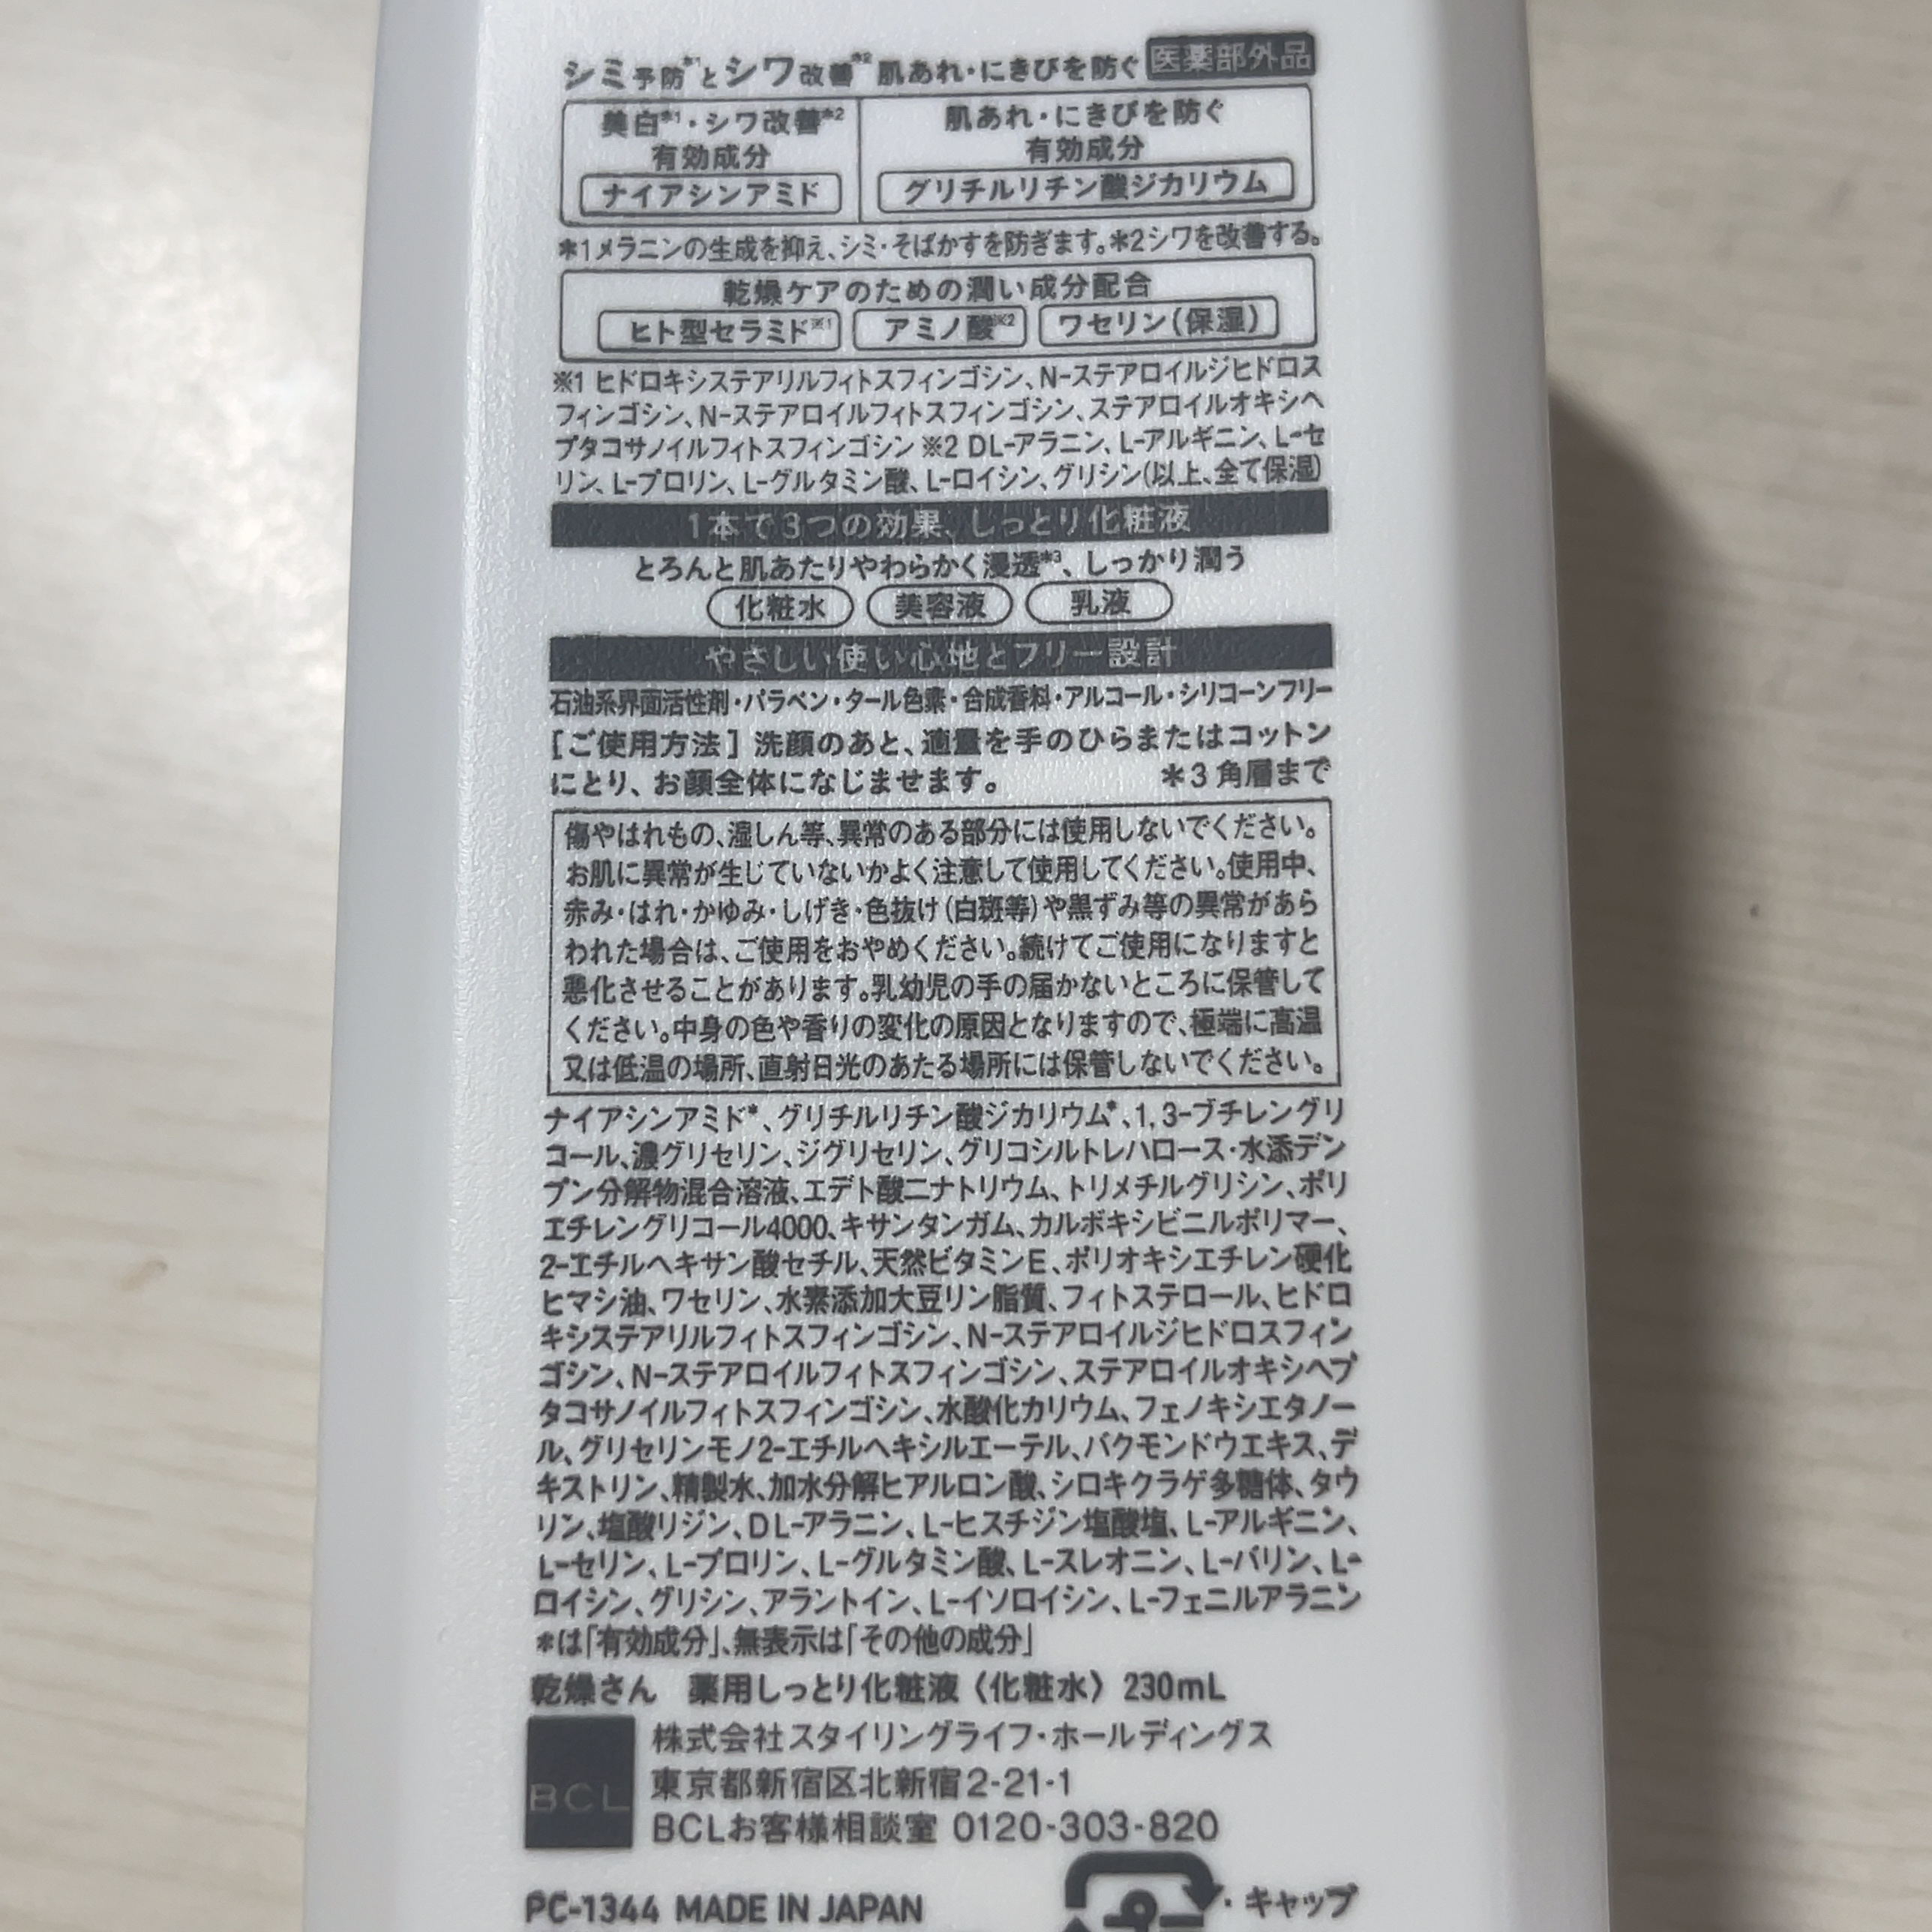 シミ予防*1とシワ改善*2 肌あれ・にきびを防ぐ 医薬部外品
美白*1・シワ改善*2
有効成分
ナイアシンアミド
肌あれ・にきびを防ぐ
有効成分
グリチルリチン酸ジカリウム
*1メラニンの生成を抑え、シミ・そばかすを防ぎます。*2シワを改善する。
乾燥ケアのための潤い成分配合
ヒト型セラミド※1 アミノ酸※2 ワセリン(保湿)
※1 ヒドロキシステアリルフィトスフィンゴシン、N-ステアロイルジヒドロス
フィンゴシン、N-ステアロイルフィトスフィンゴシン、ステアロイルオキシヘ
プタコサノイルフィトスフィンゴシン ※2 DL-アラニン、L-アルギニン、L-セ
リン、L-プロリン、L-グルタミン酸、L-ロイシン、グリシン(以上、全て保湿)
1本で3つの効果、しっとり化粧液
とろんと肌あたりやわらかく浸透*3、しっかり潤う
化粧水 美容液 乳液
やさしい使い心地とフリー設計
石油系界面活性剤・パラベン・タール色素・合成香料・アルコール・シリコーンフリー
[ご使用方法] 洗顔のあと、適量を手のひらまたはコットン
にとり、お顔全体になじませます。 *3 角層まで
傷やはれもの、湿しん等、異常のある部分には使用しないでください。
お肌に異常が生じていないかよく注意して使用してください。使用中、
赤み・はれ・かゆみ・しげき・色抜け(白斑等)や黒ずみ等の異常があら
われた場合は、ご使用をおやめください。続けてご使用になりますと
悪化させることがあります。乳幼児の手の届かないところに保管して
ください。中身の色や香りの変化の原因となりますので、極端に高温
又は低温の場所、直射日光のあたる場所には保管しないでください。
ナイアシンアミド*、グリチルリチン酸ジカリウム*、1,3-ブチレングリ
コール、濃グリセリン、ジグリセリン、グリコシルトレハロース・水添デン
プン分解物混合溶液、エデト酸二ナトリウム、トリメチルグリシン、ポリ
エチレングリコール4000、キサンタンガム、カルボキシビニルポリマー、
2-エチルヘキサン酸セチル、天然ビタミンE、ポリオキシエチレン硬化
ヒマシ油、ワセリン、水素添加大豆リン脂質、フィトステロール、ヒドロ
キシステアリルフィトスフィンゴシン、N-ステアロイルジヒドロスフィン
ゴシン、N-ステアロイルフィトスフィンゴシン、ステアロイルオキシヘプ
タコサノイルフィトスフィンゴシン、水酸化カリウム、フェノキシエタノー
ル、グリセリンモノ2-エチルヘキシルエーテル、バクモンドウエキス、デ
キストリン、精製水、加水分解ヒアルロン酸、シロキクラゲ多糖体、タウ
リン、塩酸リジン、DL-アラニン、L-ヒスチジン塩酸塩、L-アルギニン、
L-セリン、L-プロリン、L-グルタミン酸、L-スレオニン、L-バリン、L-
ロイシン、グリシン、アラントイン、L-イソロイシン、L-フェニルアラニン
*は「有効成分」、無表示は「その他の成分」
乾燥さん 薬用しっとり化粧液〈化粧水〉230mL
BCL
株式会社スタイリングライフ・ホールディングス
東京都新宿区北新宿2-21-1
BCLお客様相談室 0120-303-820
PC-1344 MADE IN JAPAN
・キャップ